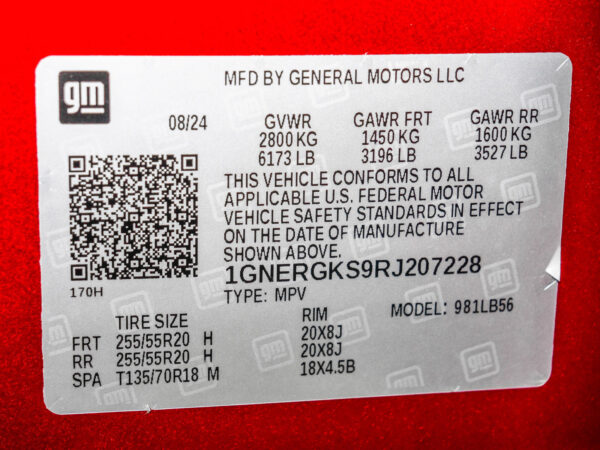 gm
MFD BY GENERAL MOTORS LLC
08/24 GVWR GAWR FRT GAWR RR
2800 KG 1450 KG 1600 KG
6173 LB 3196 LB 3527 LB
THIS VEHICLE CONFORMS TO ALL
APPLICABLE U.S. FEDERAL MOTOR
VEHICLE SAFETY STANDARDS IN EFFECT
ON THE DATE OF MANUFACTURE
SHOWN ABOVE.
1GNERGKS9RJ207228
170H
TYPE: MPV MODEL: 981LB56
TIRE SIZE RIM
FRT 255/55R20 H 20X8J
RR 255/55R20 H 20X8J
SPA T135/70R18 M 18X4.5B